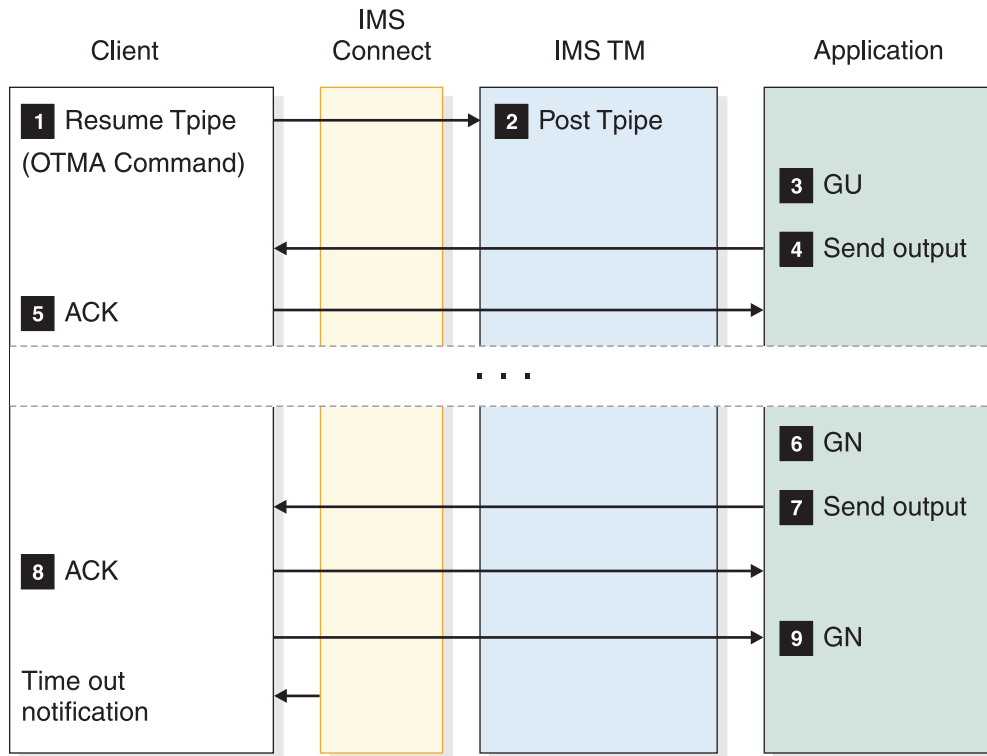 Client
IMS
Connect
IMS TM
Application
1 Resume Tpipe
(OTMA Command)
2 Post Tpipe
3 GU
4 Send output
5 ACK
. . .
6 GN
7 Send output
8 ACK
9 GN
Time out
notification